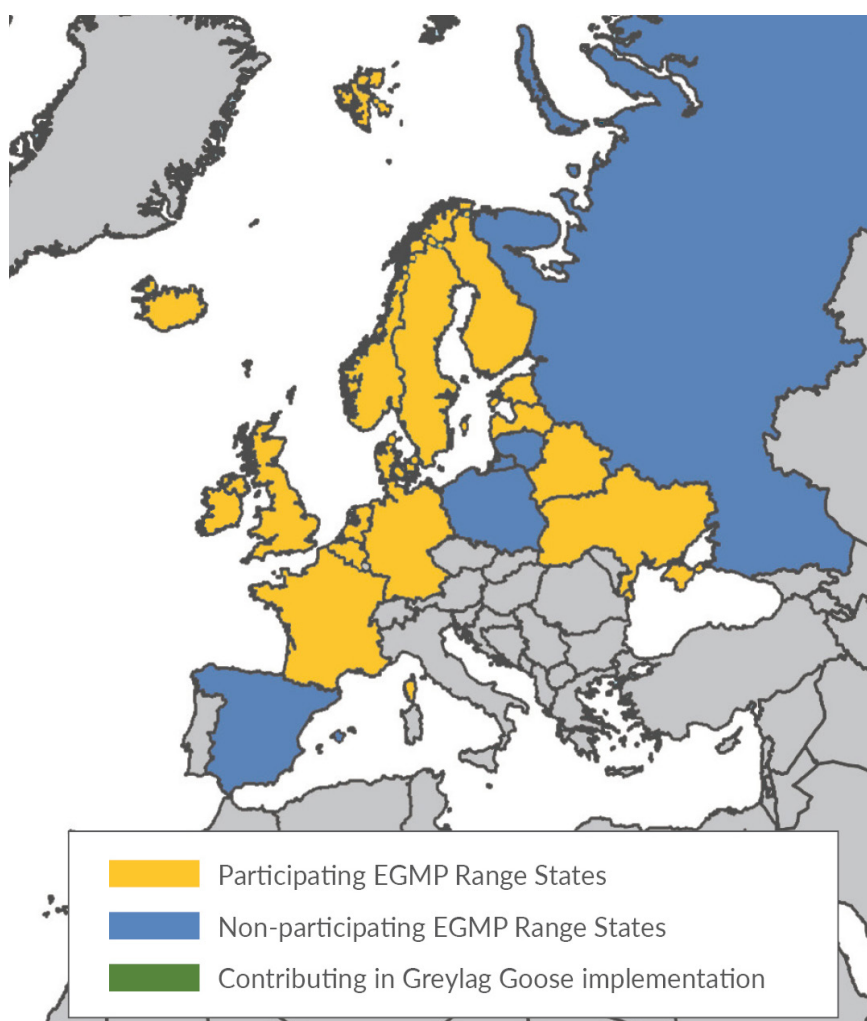 Participating EGMP Range States
Non-participating EGMP Range States
Contributing in Greylag Goose implementation